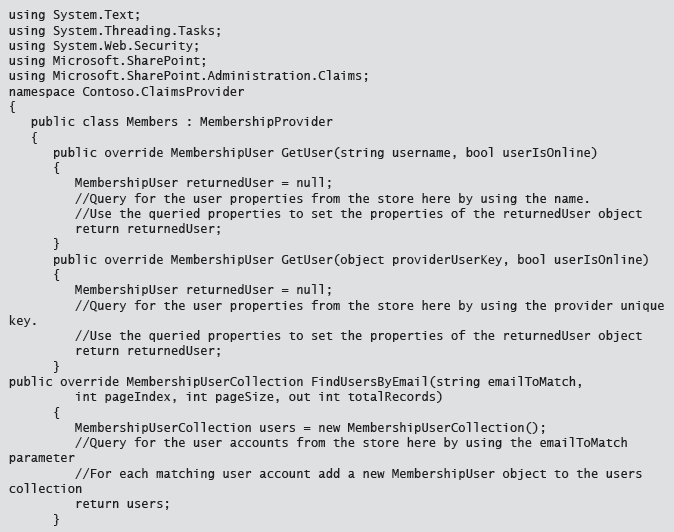 using System.Text;
using System.Threading.Tasks;
using System.Web.Security;
using Microsoft.SharePoint;
using Microsoft.SharePoint.Administration.Claims;
namespace Contoso.ClaimsProvider
{
public class Members : MembershipProvider
{
public override MembershipUser GetUser(string username, bool userIsOnline)
{
MembershipUser returnedUser = null;
//Query for the user properties from the store here by using the name.
//Use the queried properties to set the properties of the returnedUser object
return returnedUser;
}
public override MembershipUser GetUser(object providerUserKey, bool userIsOnline)
{
MembershipUser returnedUser = null;
//Query for the user properties from the store here by using the provider unique
key.
//Use the queried properties to set the properties of the returnedUser object
return returnedUser;
}
public override MembershipUserCollection FindUsersByEmail(string emailToMatch,
int pageIndex, int pageSize, out int totalRecords)
{
MembershipUserCollection users = new MembershipUserCollection();
//Query for the user accounts from the store here by using the emailToMatch
parameter
//For each matching user account add a new MembershipUser object to the users
collection
return users;
}